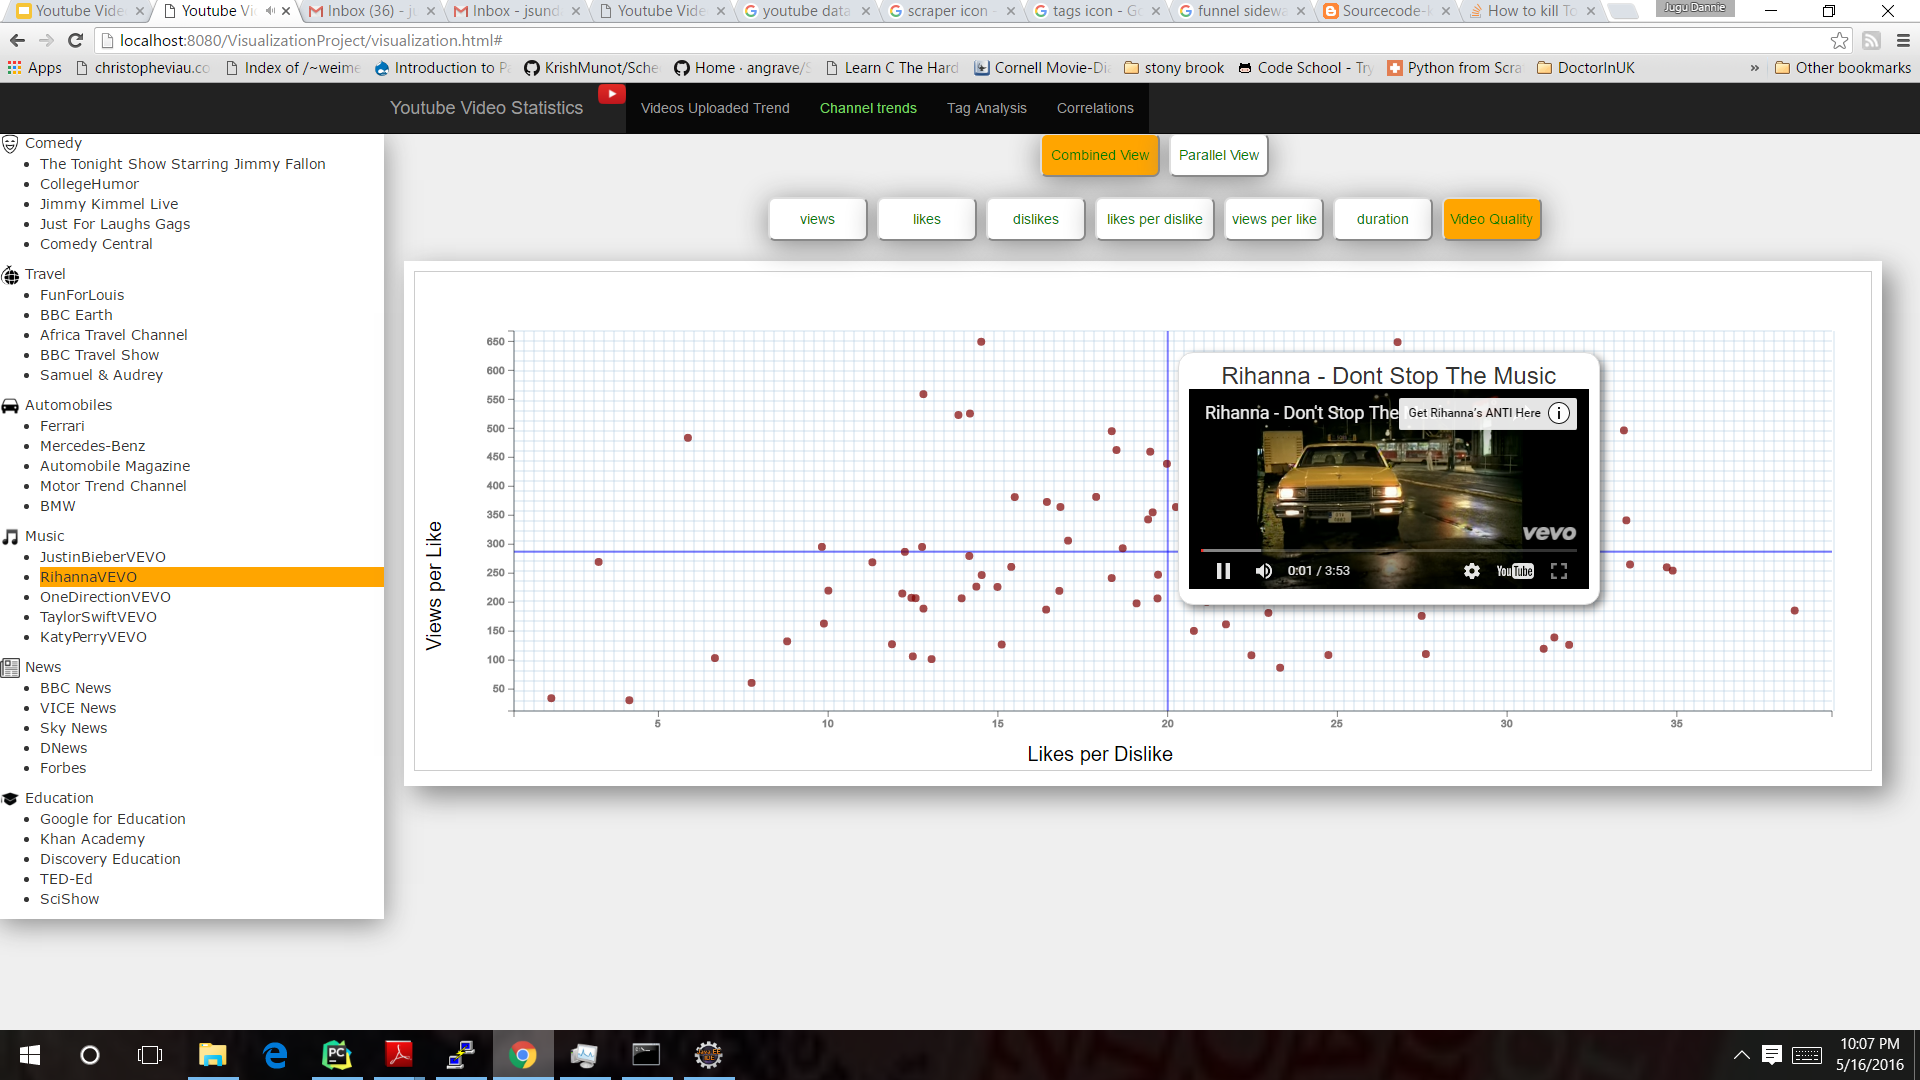 Youtube Vide
Youtube Vi
Inbox (36) - ju
Inbox - jsund
Youtube Vide
youtube data
scraper icon -
tags icon - Go
funnel sidewa
Sourcecode-k
How to kill To
Jugu Dannie
localhost:8080/VisualizationProject/visualization.html#
Apps
christopheviau.co
Index of /~weime
Introduction to Pa
KrishMunot/Sche
Home · angrave/S
Learn C The Hard
Cornell Movie-Dia
stony brook
Code School - Try
Python from Scra
DoctorInUK
»
Other bookmarks
Youtube Video Statistics
Videos Uploaded Trend
Channel trends
Tag Analysis
Correlations
Comedy
The Tonight Show Starring Jimmy Fallon
CollegeHumor
Jimmy Kimmel Live
Just For Laughs Gags
Comedy Central
Travel
FunForLouis
BBC Earth
Africa Travel Channel
BBC Travel Show
Samuel & Audrey
Automobiles
Ferrari
Mercedes-Benz
Automobile Magazine
Motor Trend Channel
BMW
Music
JustinBieberVEVO
RihannaVEVO
OneDirectionVEVO
TaylorSwiftVEVO
KatyPerryVEVO
News
BBC News
VICE News
Sky News
DNews
Forbes
Education
Google for Education
Khan Academy
Discovery Education
TED-Ed
SciShow
Combined View
Parallel View
views
likes
dislikes
likes per dislike
views per like
duration
Video Quality
650
600
550
500
450
400
350
300
250
200
150
100
50
Views per Like
5
10
15
20
25
30
35
Likes per Dislike
Rihanna - Dont Stop The Music
Rihanna - Don't Stop The
Get Rihanna's ANTI Here
vevo
0:01 / 3:53
YouTube
10:07 PM
5/16/2016